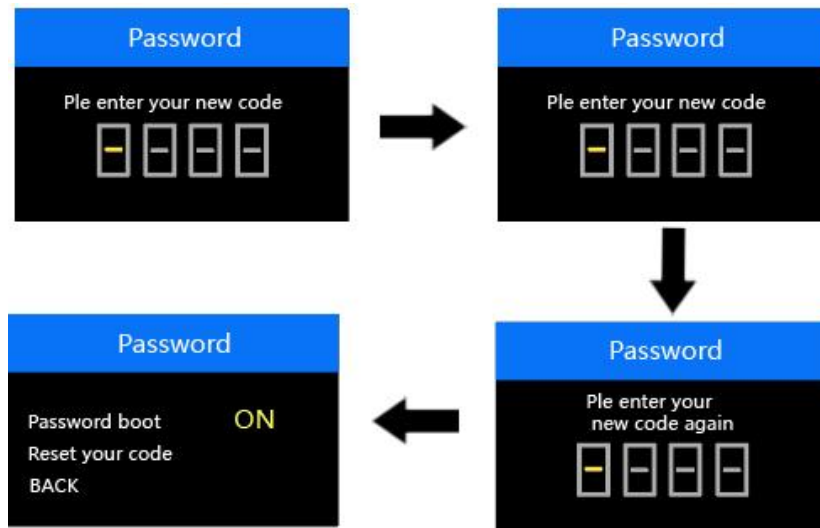 Password
Ple enter your new code
Password
Ple enter your new code
Password
Ple enter your
new code again
Password
Password boot ON
Reset your code
BACK